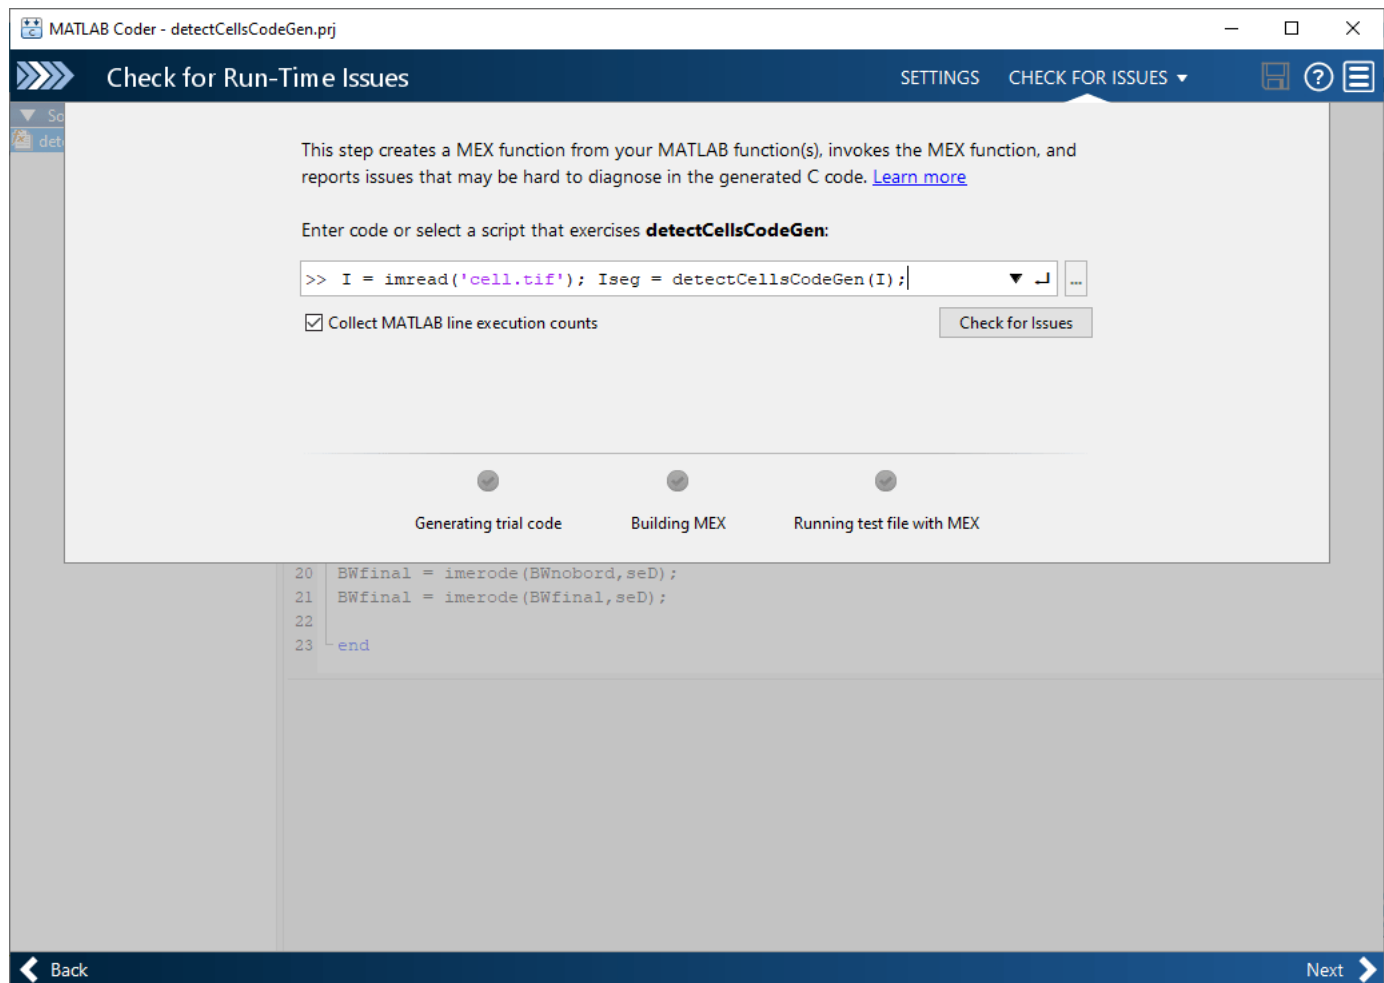 MATLAB Coder - detectCellsCodeGen.prj
Check for Run-Time Issues
SETTINGS
CHECK FOR ISSUES
So
dete
This step creates a MEX function from your MATLAB function(s), invokes the MEX function, and
reports issues that may be hard to diagnose in the generated C code. Learn more
Enter code or select a script that exercises detectCellsCodeGen:
>> I = imread('cell.tif'); Iseg = detectCellsCodeGen(I);
...
Collect MATLAB line execution counts
Check for Issues
Generating trial code
Building MEX
Running test file with MEX
20 BWfinal = imerode(BWnobord,seD);
21 BWfinal = imerode(BWfinal,seD);
22
23 end
Back
Next